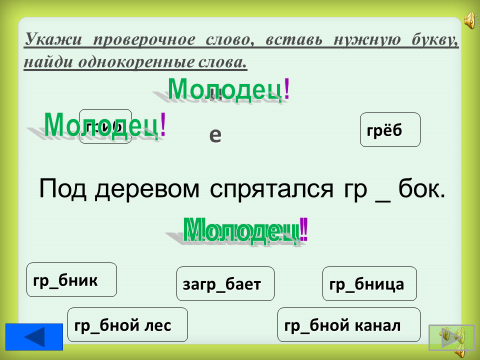 Укажи проверочное слово, вставь нужную букву,
найди однокоренные слова.
Молодец!
и
Молодец!
гриб
е
грёб
Под деревом спрятался гр _ бок.
Молодец!
гр_бник
загр_бает
гр_бница
гр_бной лес
гр_бной канал